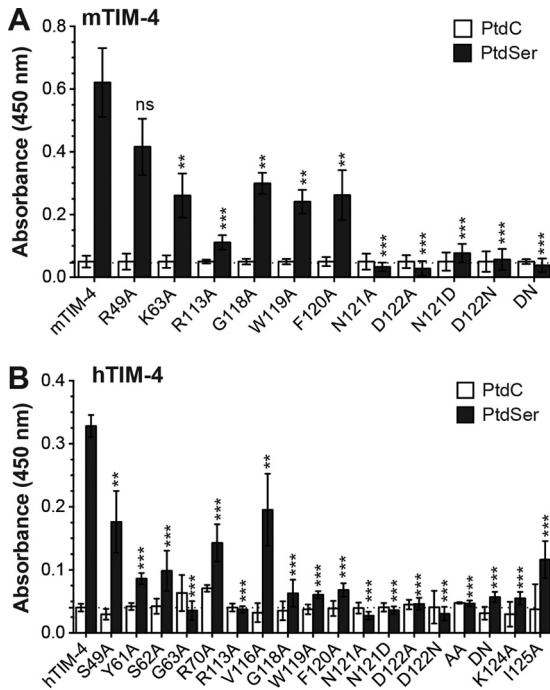 A mTIM-4
PtdC
PtdSer
Absorbance (450 nm)
0.8
0.6
0.4
0.2
0.0
ns
**
***
**
**
**
***
***
***
***
***
mTIM-4
R49A
K63A
R113A
G118A
W119A
F120A
N121A
D122A
N121D
D122N
DN
B hTIM-4
PtdC
PtdSer
Absorbance (450 nm)
0.4
0.3
0.2
0.1
0.0
**
***
***
***
***
***
**
***
***
***
***
***
***
***
***
***
***
***
hTIM-4
S49A
Y61A
S62A
G63A
R70A
R113A
V116A
G118A
W119A
F120A
N121A
N121D
D122A
D122N
AA
DN
K124A
I125A